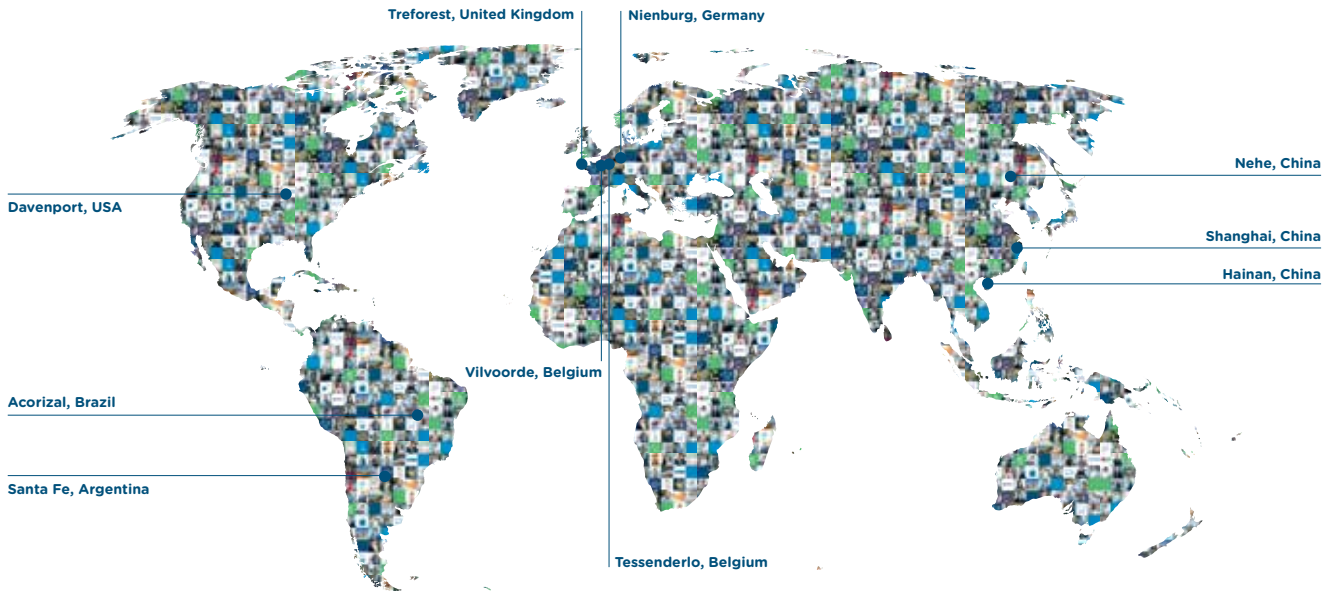 Treforest, United Kingdom
Nienburg, Germany
Nehe, China
Davenport, USA
Shanghai, China
Hainan, China
Vilvoorde, Belgium
Acorizal, Brazil
Santa Fe, Argentina
Tessenderlo, Belgium